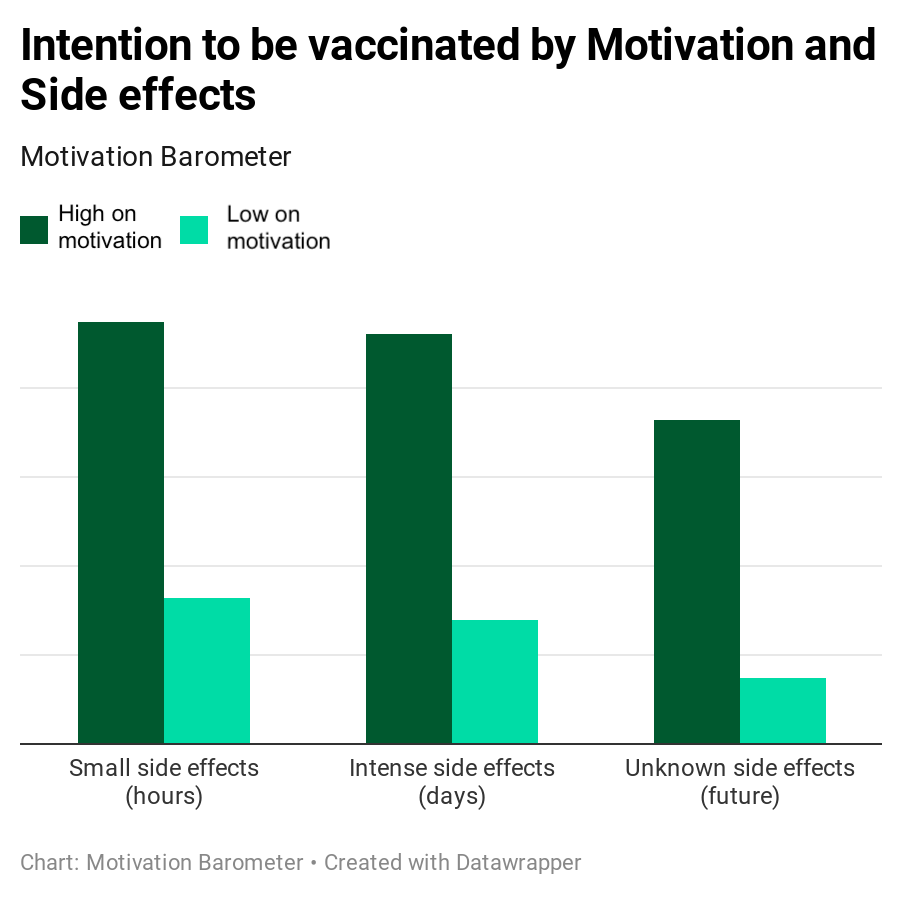 Intention to be vaccinated by Motivation and
Side effects
Motivation Barometer
High on
motivation
Low on
motivation
Small side effects
(hours)
Intense side effects
(days)
Unknown side effects
(future)
Chart: Motivation Barometer • Created with Datawrapper